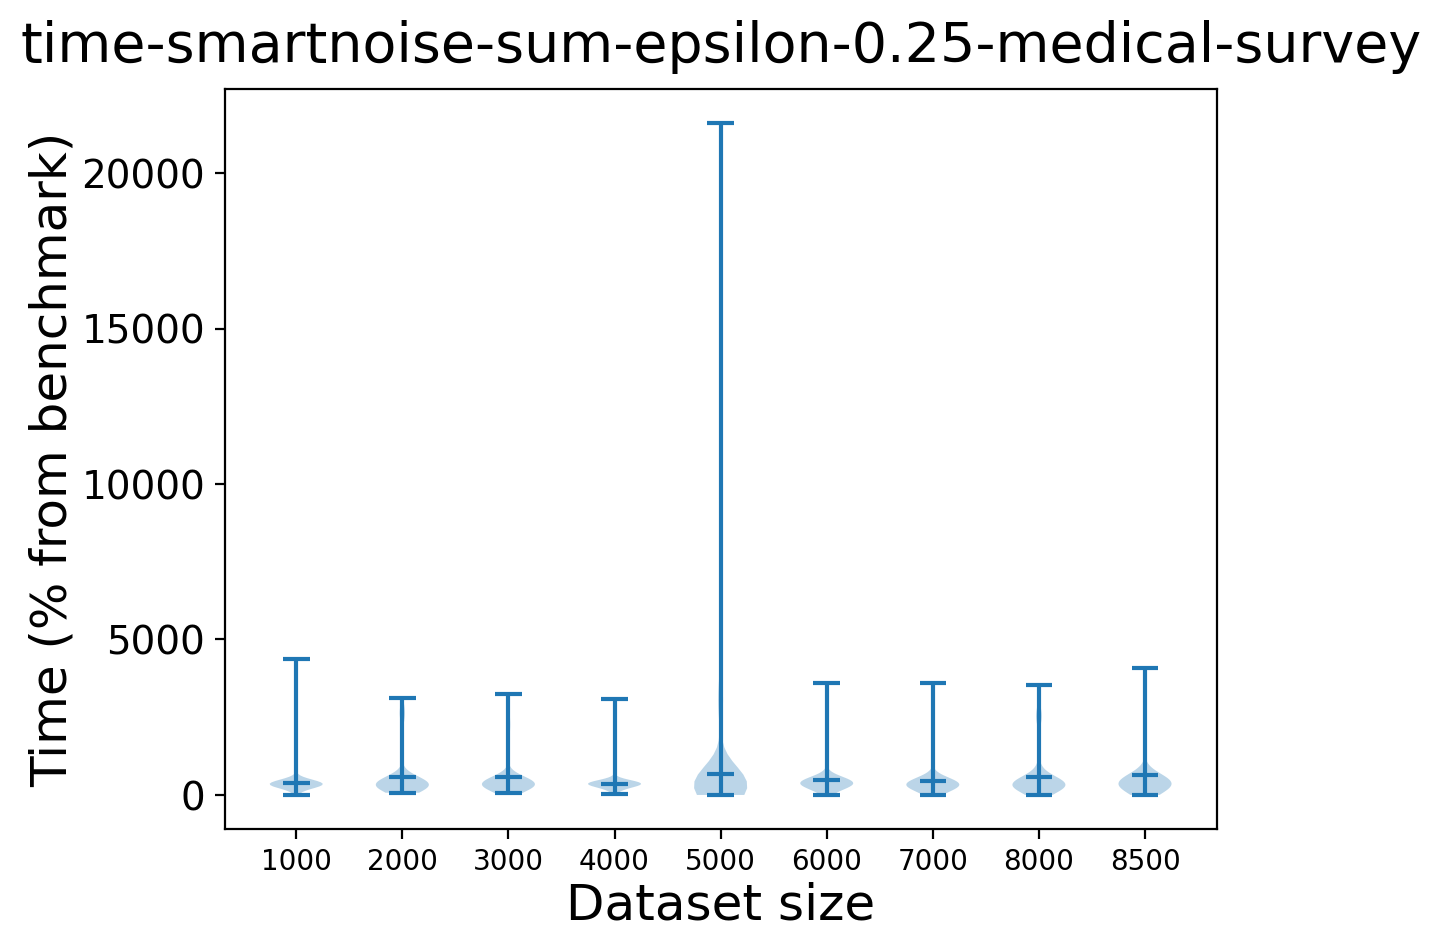 time-smartnoise-sum-epsilon-0.25-medical-survey
Time (% from benchmark)
20000
15000
10000
5000
0
1000 2000 3000 4000 5000 6000 7000 8000 8500
Dataset size